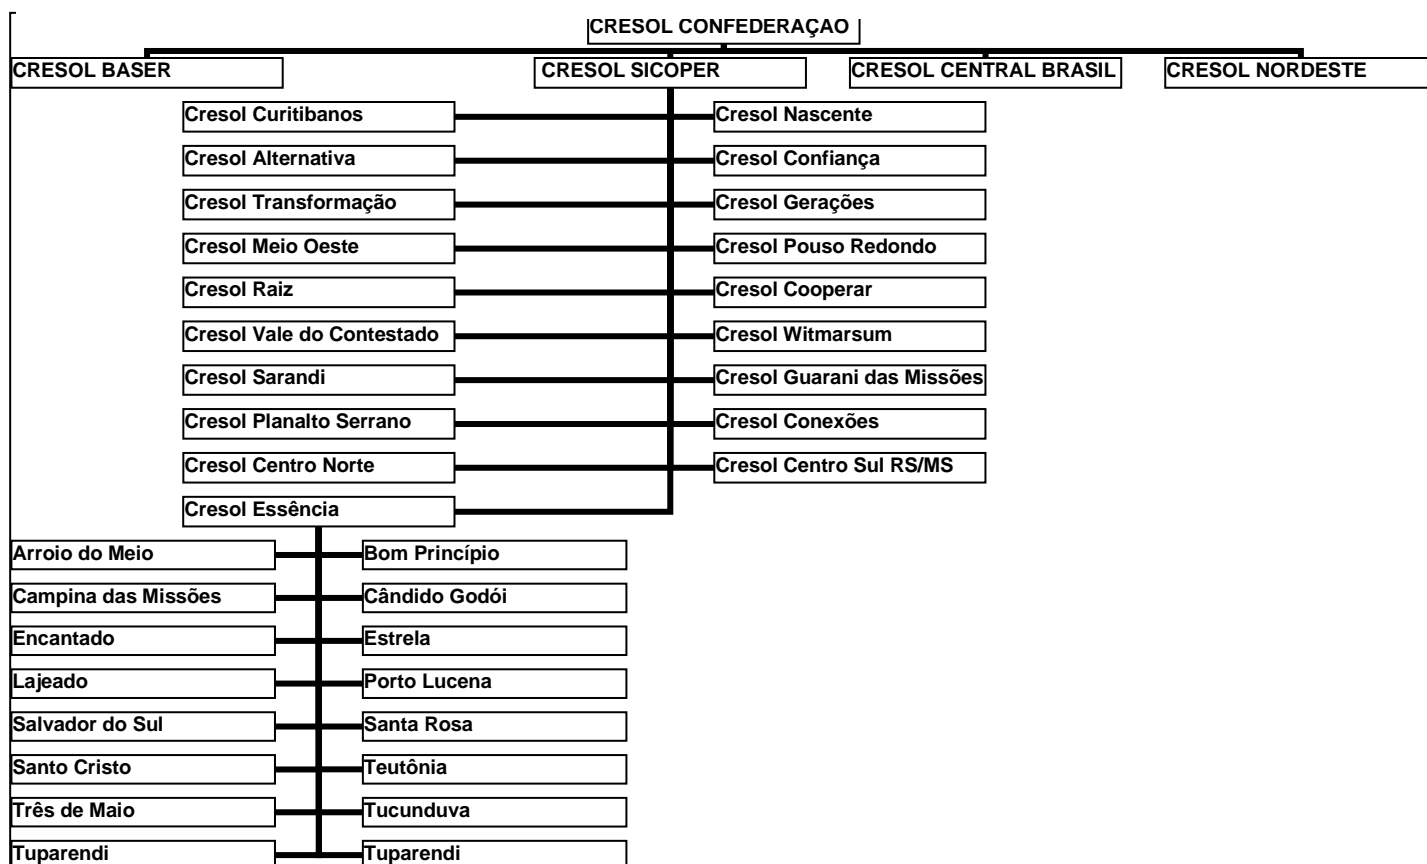 CRESOL CONFEDERAÇAO
CRESOL BASER
CRESOL SICOPER
CRESOL CENTRAL BRASIL
CRESOL NORDESTE
Cresol Curitibanos
Cresol Nascente
Cresol Alternativa
Cresol Confiança
Cresol Transformação
Cresol Gerações
Cresol Meio Oeste
Cresol Pouso Redondo
Cresol Raiz
Cresol Cooperar
Cresol Vale do Contestado
Cresol Witmarsum
Cresol Sarandi
Cresol Guarani das Missões
Cresol Planalto Serrano
Cresol Conexões
Cresol Centro Norte
Cresol Centro Sul RS/MS
Cresol Essência
Arroio do Meio
Bom Princípio
Campina das Missões
Cândido Godói
Encantado
Estrela
Lajeado
Porto Lucena
Salvador do Sul
Santa Rosa
Santo Cristo
Teutônia
Três de Maio
Tucunduva
Tuparendi
Tuparendi